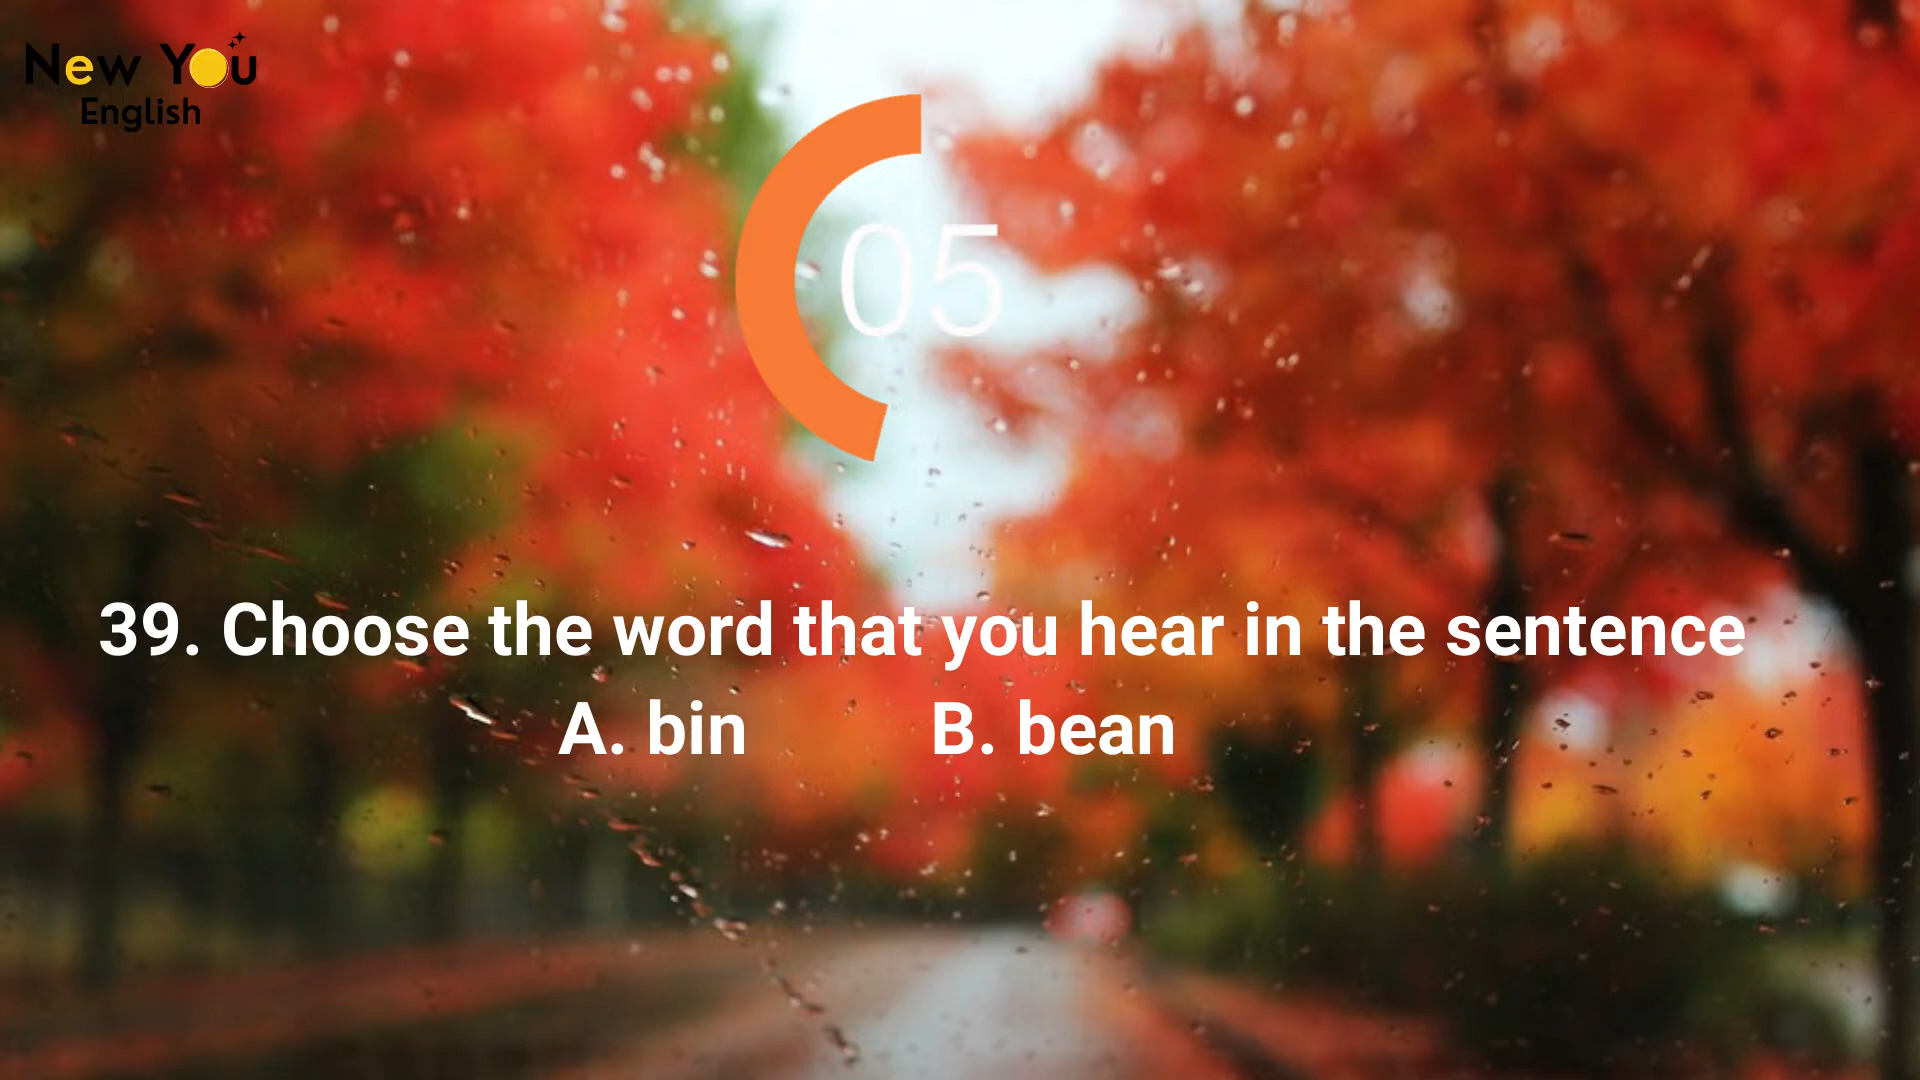 New You
English
05
39. Choose the word that you hear in the sentence
A. bin B. bean